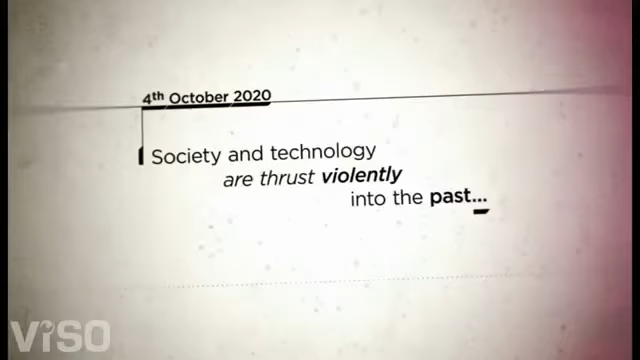 4th October 2020
Society and technology
are thrust violently
into the past...
ViSO